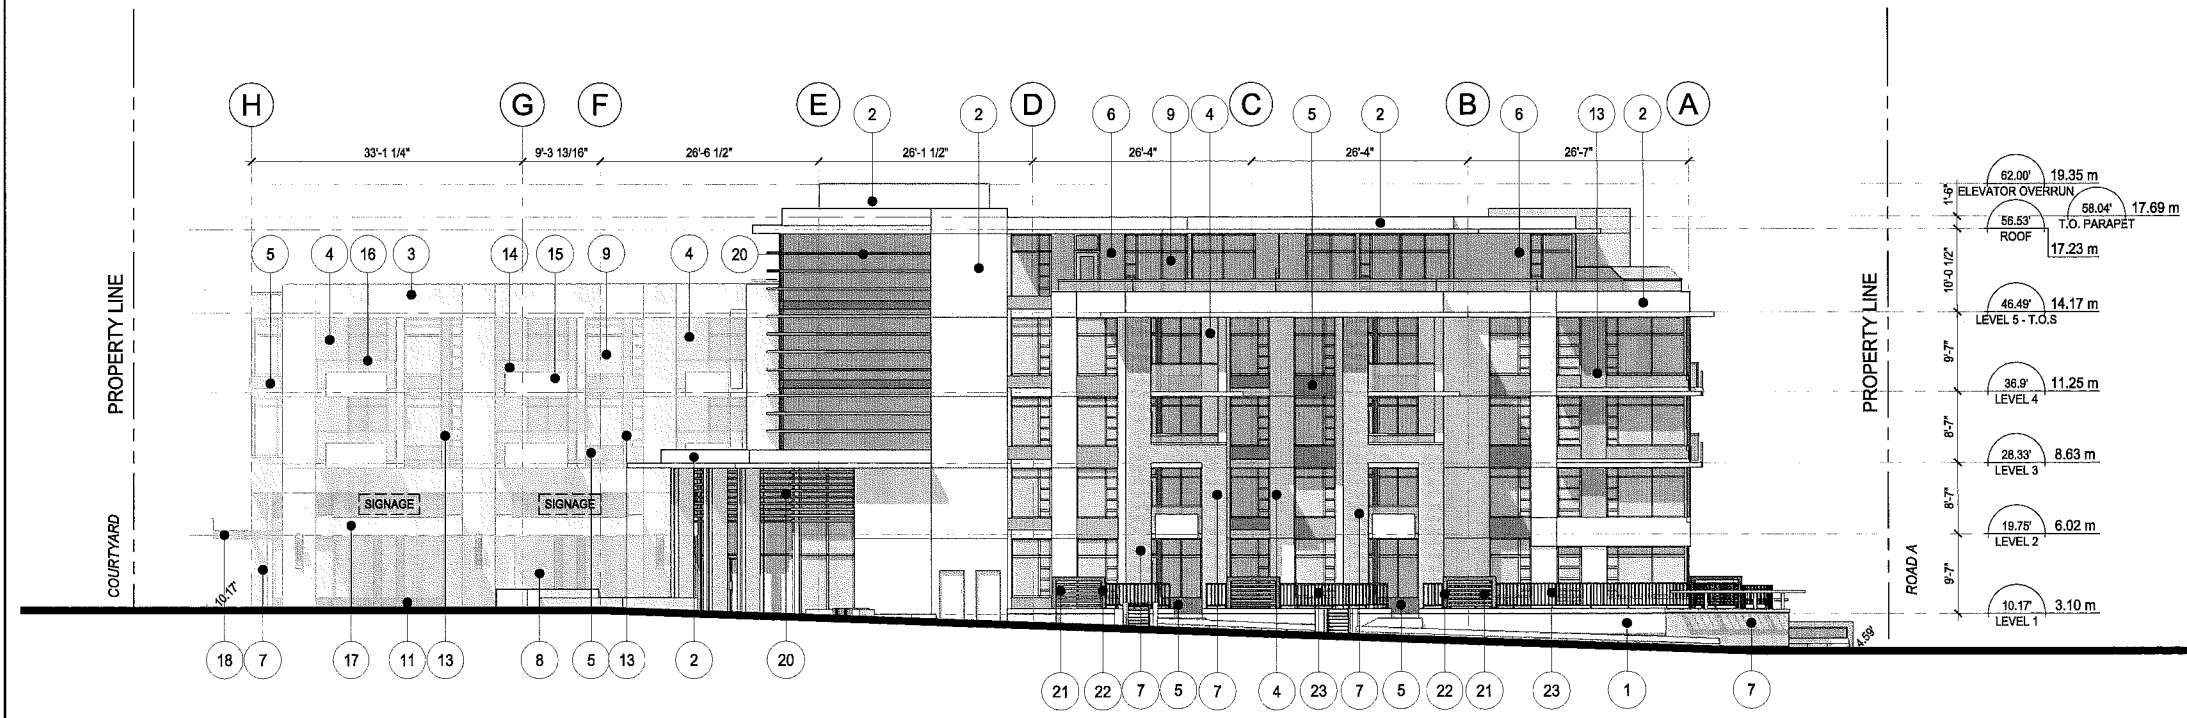 H G F E D C B A
2 2 6 9 4 5 2 6 13 2
33'-1 1/4" 9'-3 13/16" 26'-6 1/2" 26'-1 1/2" 26'-4" 26'-4" 26'-7"
5 4 16 3 14 15 9 4 20
PROPERTY LINE
COURTYARD
10.17'
SIGNAGE SIGNAGE
PROPERTY LINE
ROAD A
4.59'
62.00' 19.35 m
ELEVATOR OVERRUN
1'-6"
58.04' 17.69 m
T.O. PARAPET
56.53'
ROOF
17.23 m
10'-0 1/2"
46.49' 14.17 m
LEVEL 5 - T.O.S
9'-7"
36.9' 11.25 m
LEVEL 4
8'-7"
28.33' 8.63 m
LEVEL 3
8'-7"
19.75' 6.02 m
LEVEL 2
9'-7"
10.17' 3.10 m
LEVEL 1
18 7 17 11 13 8 5 13 2 20
21 22 7 5 7 4 23 7 5 22 21 23 1 7